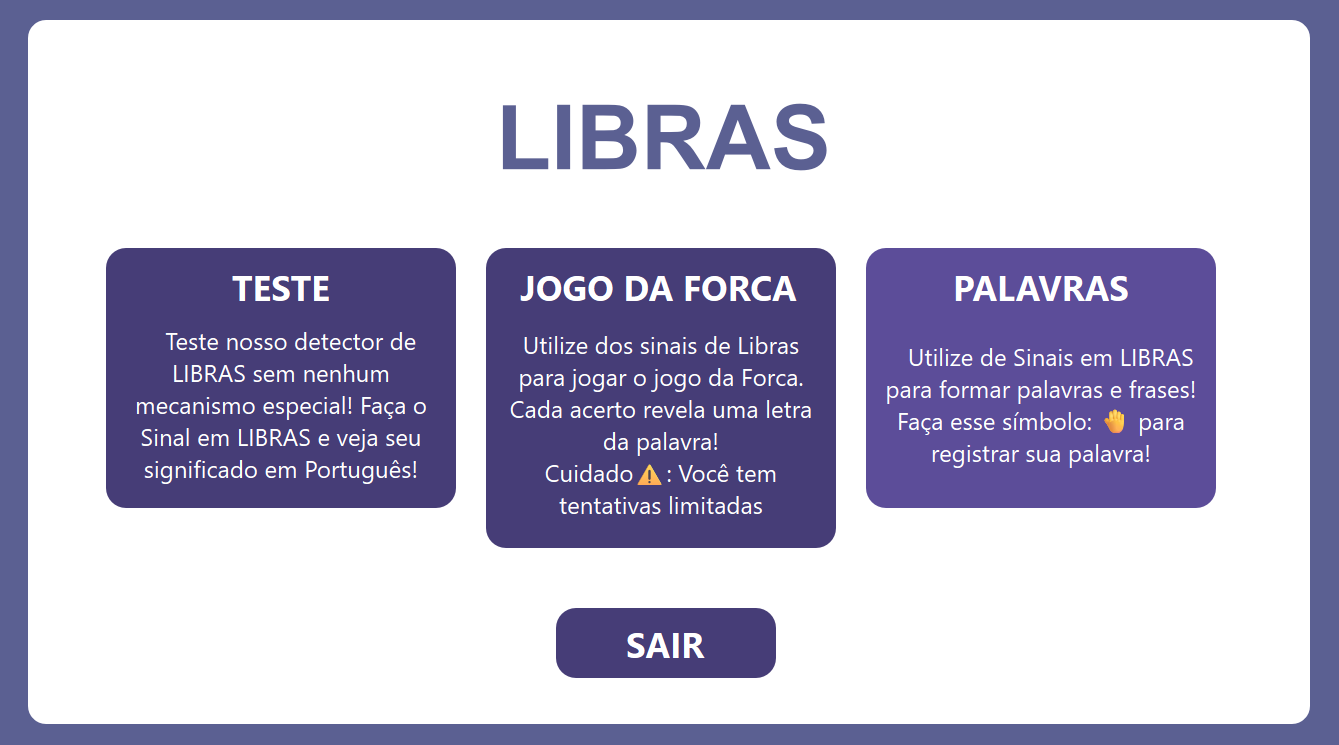 LIBRAS
TESTE
Teste nosso detector de
LIBRAS sem nenhum
mecanismo especial! Faça o
Sinal em LIBRAS e veja seu
significado em Português!
JOGO DA FORCA
Utilize dos sinais de Libras
para jogar o jogo da Forca.
Cada acerto revela uma letra
da palavra!
Cuidado⚠️: Você tem
tentativas limitadas
PALAVRAS
Utilize de Sinais em LIBRAS
para formar palavras e frases!
Faça esse símbolo: 🤚 para
registrar sua palavra!
SAIR